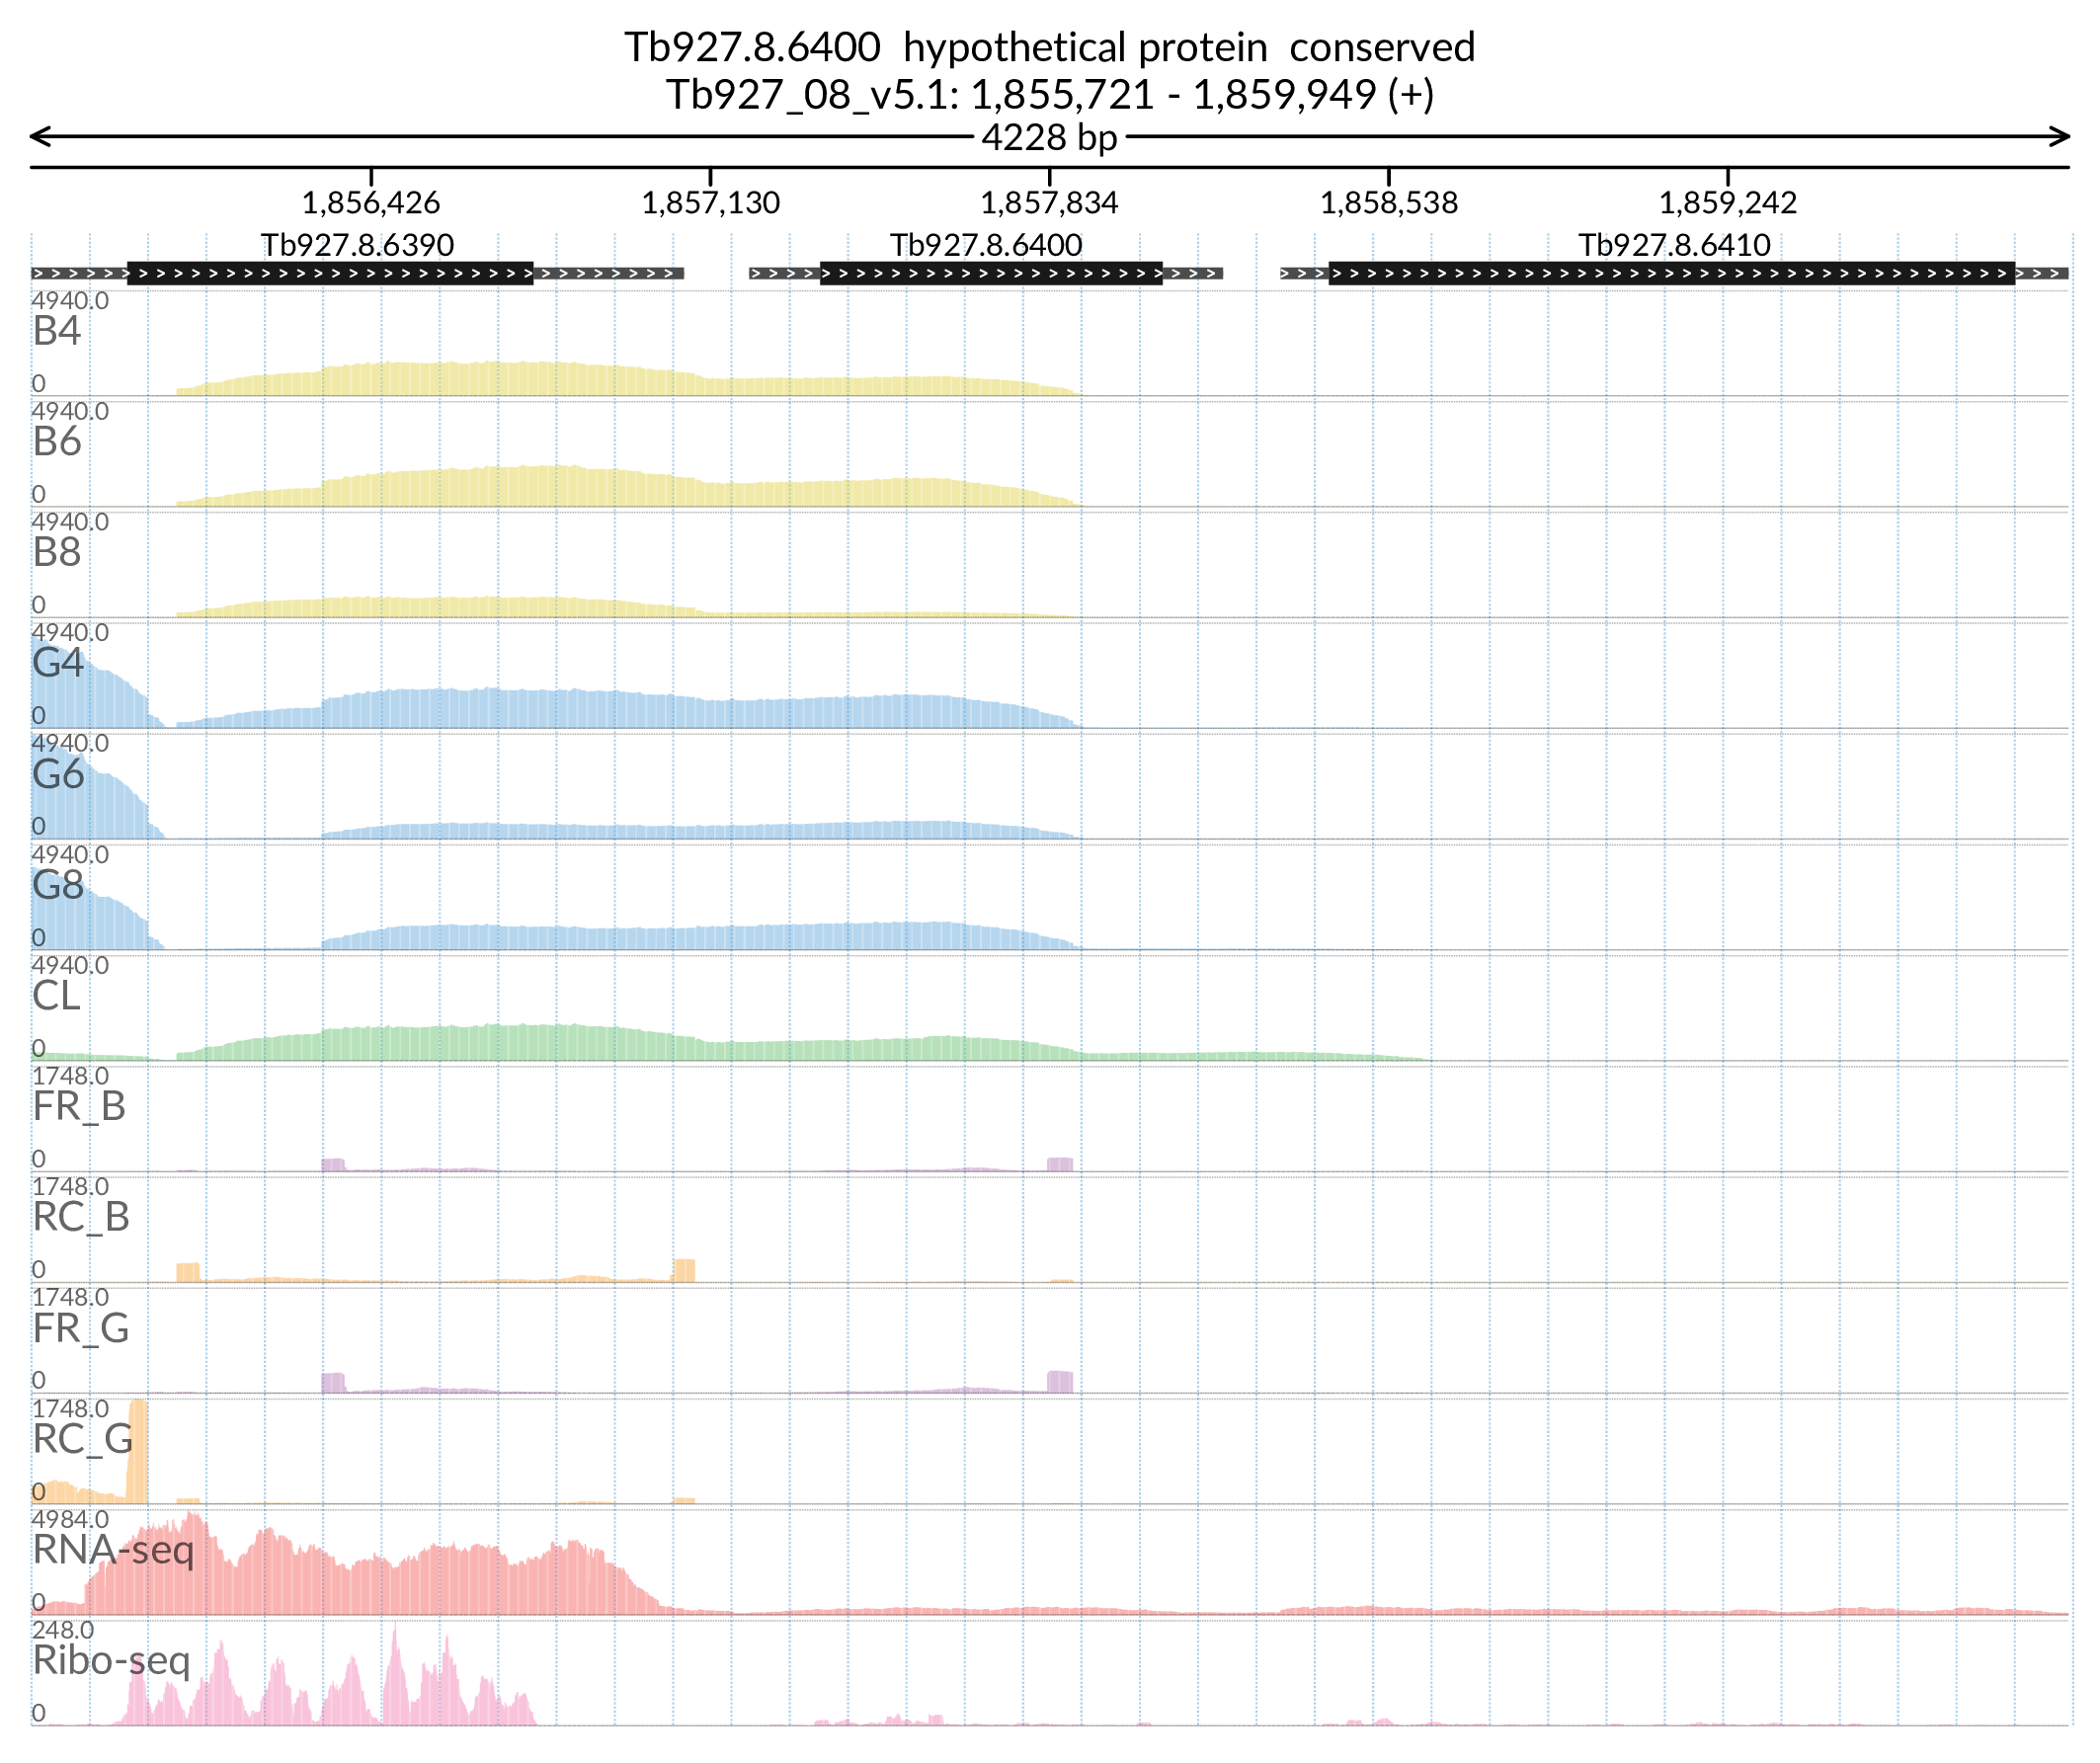 Tb927.8.6400 hypothetical protein conserved
Tb927_08_v5.1: 1,855,721 - 1,859,949 (+)
4228 bp
1,856,426 1,857,130 1,857,834 1,858,538 1,859,242
Tb927.8.6390 Tb927.8.6400 Tb927.8.6410
4940.0
B4
0
4940.0
B6
0
4940.0
B8
0
4940.0
G4
0
4940.0
G6
0
4940.0
G8
0
4940.0
CL
0
1748.0
FR_B
0
1748.0
RC_B
0
1748.0
FR_G
0
1748.0
RC_G
0
4984.0
RNA-seq
0
248.0
Ribo-seq
0